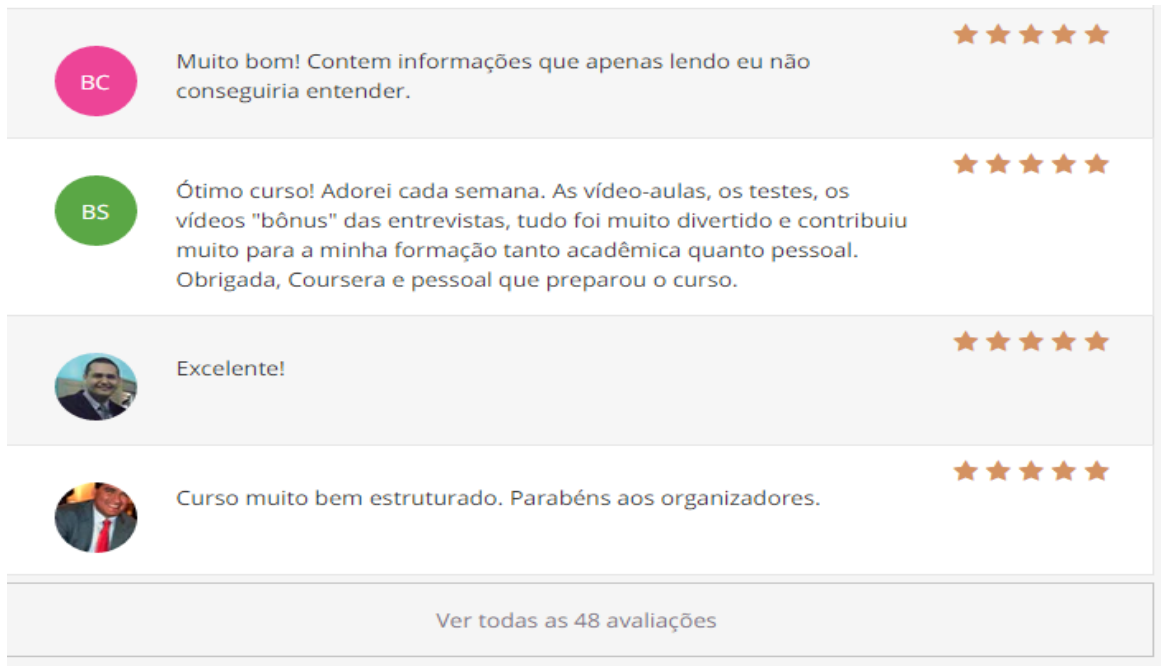 BC
Muito bom! Contem informações que apenas lendo eu não
conseguiria entender.
BS
Ótimo curso! Adorei cada semana. As vídeo-aulas, os testes, os
vídeos "bônus" das entrevistas, tudo foi muito divertido e contribuiu
muito para a minha formação tanto acadêmica quanto pessoal.
Obrigada, Coursera e pessoal que preparou o curso.
Excelente!
Curso muito bem estruturado. Parabéns aos organizadores.
Ver todas as 48 avaliações